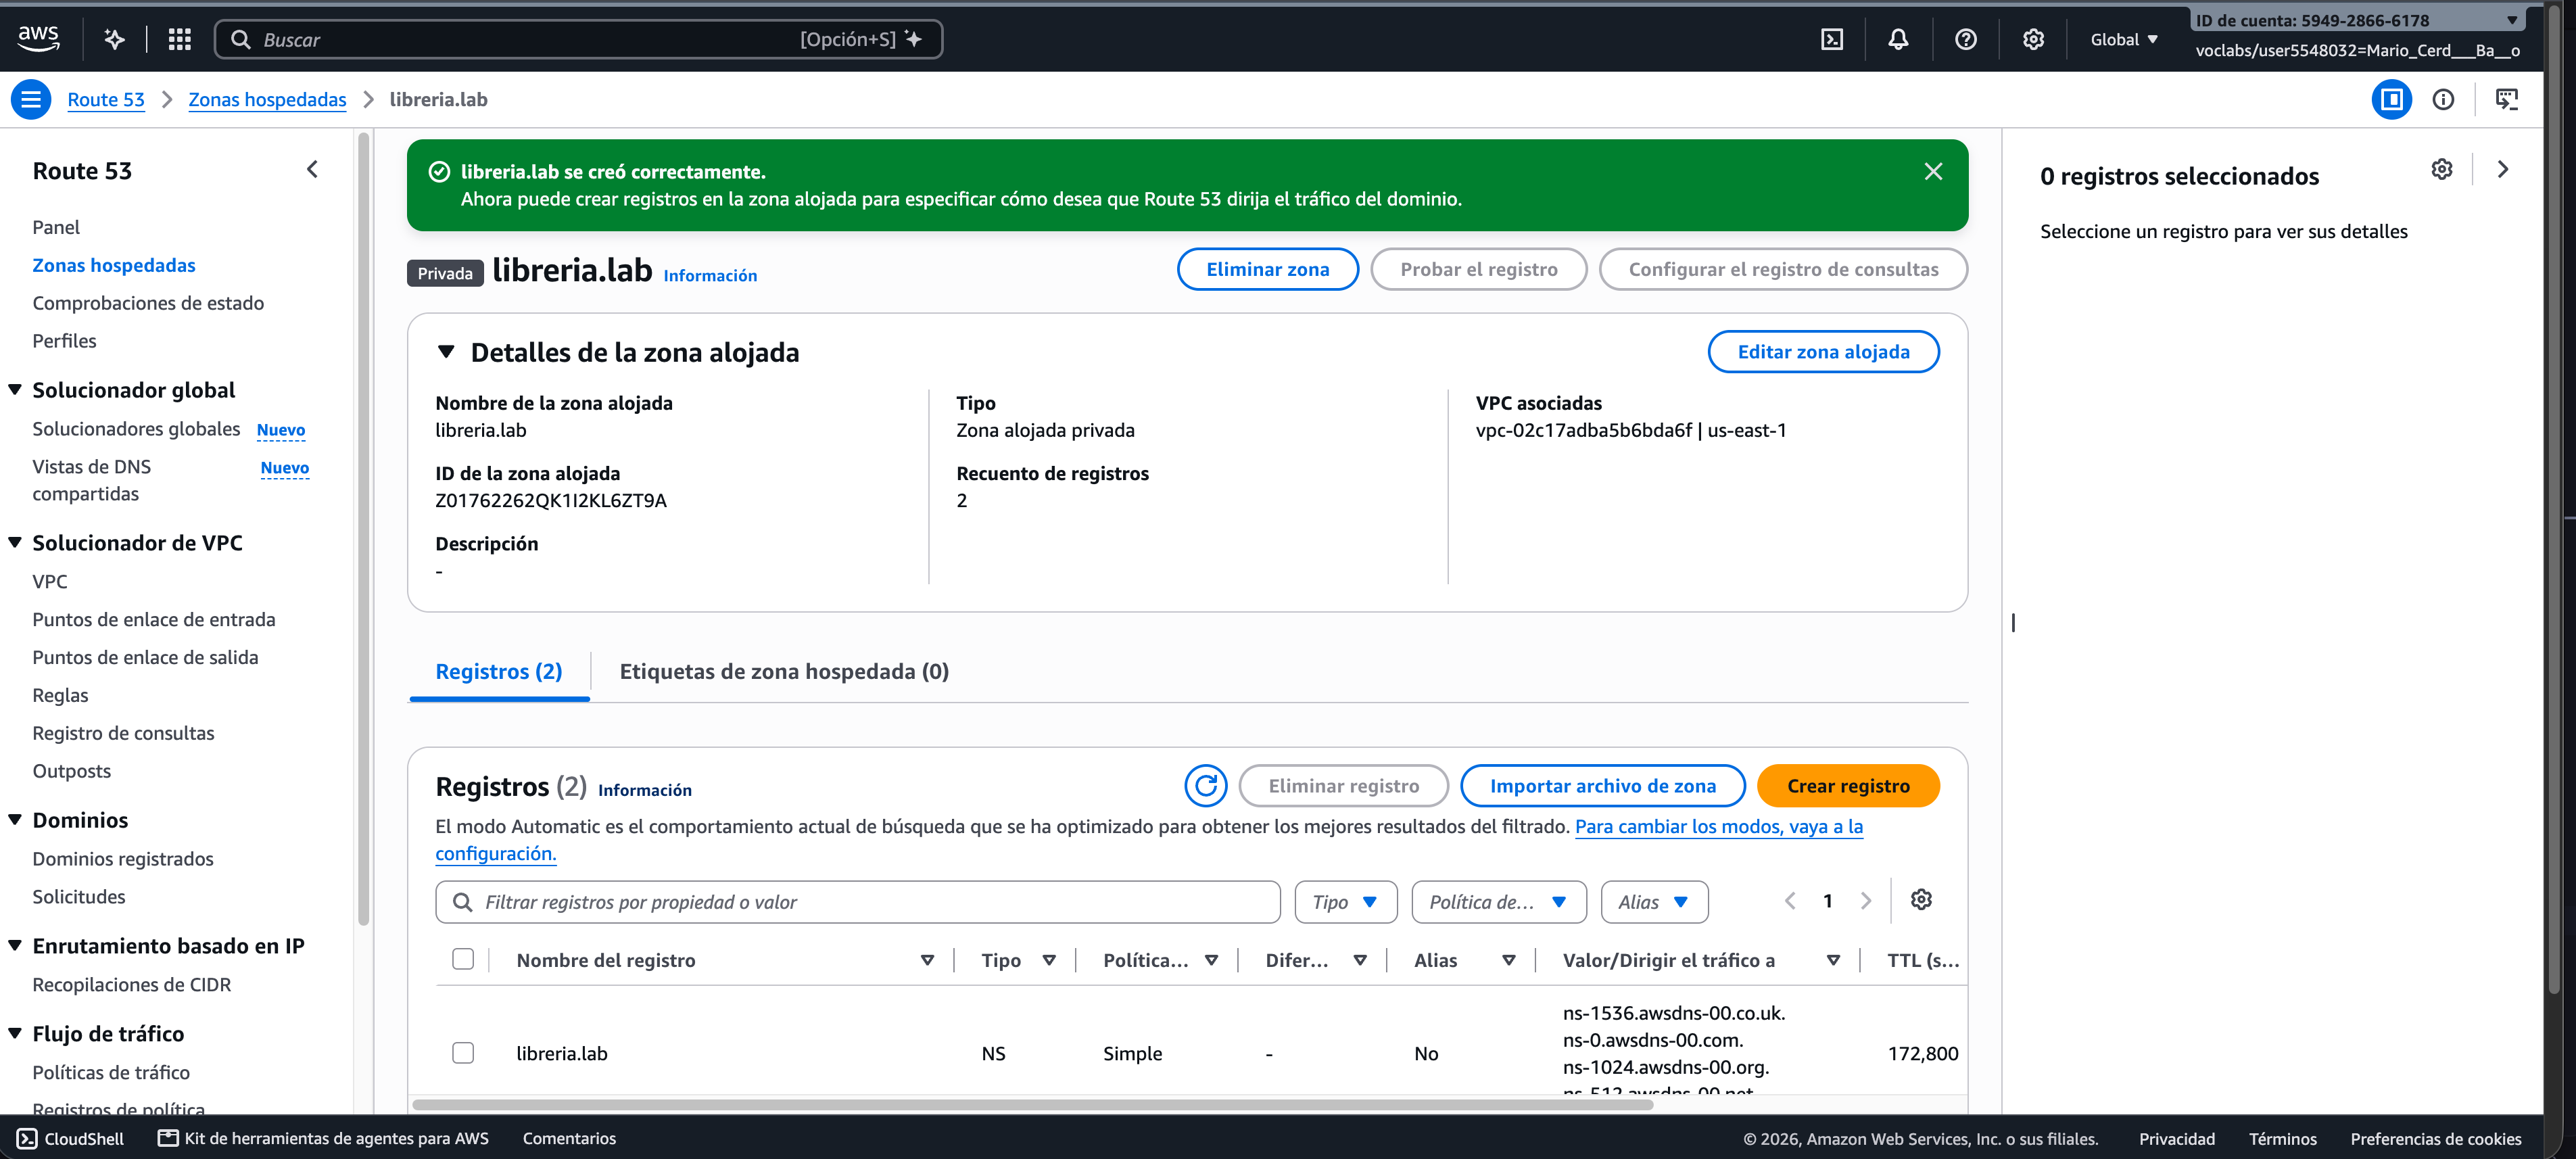 aws
Buscar
[Opción+S]
Global
ID de cuenta: 5949-2866-6178
voclabs/user5548032=Mario_Cerd___Ba__o
Route 53
Zonas hospedadas
libreria.lab
Route 53
Panel
Zonas hospedadas
Comprobaciones de estado
Perfiles
Solucionador global
Solucionadores globales Nuevo
Vistas de DNS compartidas Nuevo
Solucionador de VPC
VPC
Puntos de enlace de entrada
Puntos de enlace de salida
Reglas
Registro de consultas
Outposts
Dominios
Dominios registrados
Solicitudes
Enrutamiento basado en IP
Recopilaciones de CIDR
Flujo de tráfico
Políticas de tráfico
Registros de política
libreria.lab se creó correctamente.
Ahora puede crear registros en la zona alojada para especificar cómo desea que Route 53 dirija el tráfico del dominio.
Privada libreria.lab Información
Eliminar zona
Probar el registro
Configurar el registro de consultas
Detalles de la zona alojada
Editar zona alojada
Nombre de la zona alojada
libreria.lab
ID de la zona alojada
Z01762262QK1I2KL6ZT9A
Descripción
-
Tipo
Zona alojada privada
Recuento de registros
2
VPC asociadas
vpc-02c17adba5b6bda6f | us-east-1
Registros (2)
Etiquetas de zona hospedada (0)
Registros (2) Información
Eliminar registro
Importar archivo de zona
Crear registro
El modo Automatic es el comportamiento actual de búsqueda que se ha optimizado para obtener los mejores resultados del filtrado. Para cambiar los modos, vaya a la
configuración.
Filtrar registros por propiedad o valor
Tipo
Política de...
Alias
1
Nombre del registro
Tipo
Política...
Difer...
Alias
Valor/Dirigir el tráfico a
TTL (s...
libreria.lab
NS
Simple
-
No
ns-1536.awsdns-00.co.uk.
ns-0.awsdns-00.com.
ns-1024.awsdns-00.org.
ns-512.awsdns-00.net.
172,800
0 registros seleccionados
Seleccione un registro para ver sus detalles
CloudShell
Kit de herramientas de agentes para AWS
Comentarios
© 2026, Amazon Web Services, Inc. o sus filiales.
Privacidad
Términos
Preferencias de cookies